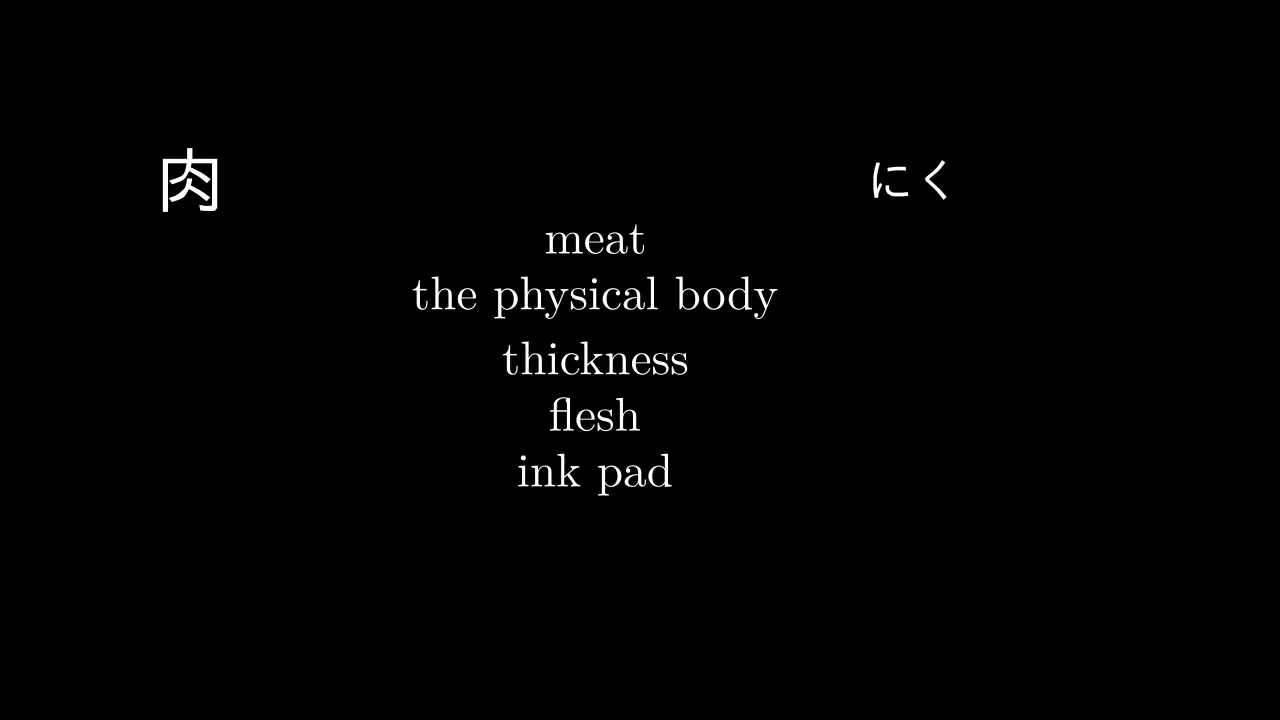 肉
にく
meat
the physical body
thickness
flesh
ink pad